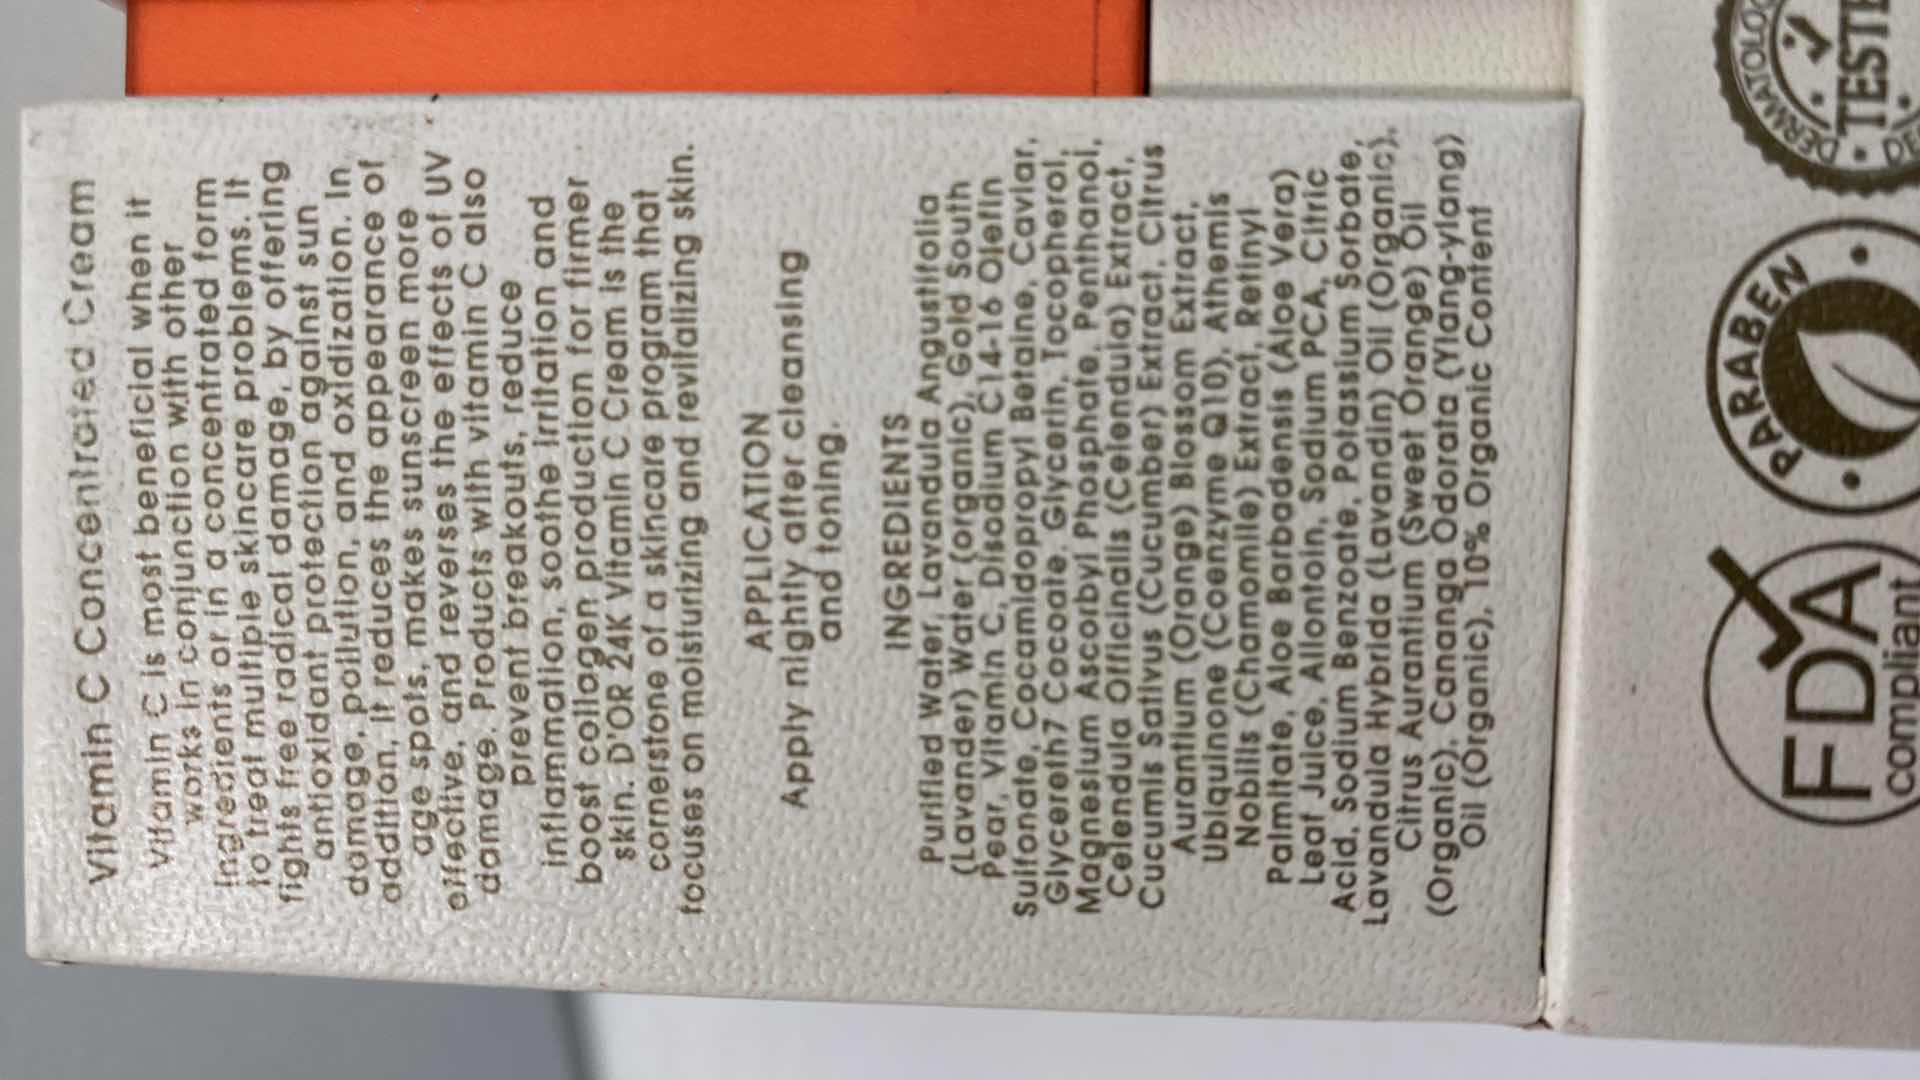 Vitamin C Concentrated Cream
Vitamin C is most beneficial when it
works in conjunction with other
ingredients or in a concentrated form
to treat multiple skincare problems. It
fights free radical damage, by offering
antioxidant protection against sun
damage, pollution, and oxidization. In
addition, it reduces the appearance of
age spots, makes sunscreen more
effective, and reverses the effects of UV
damage. Products with vitamin C also
prevent breakouts, reduce
inflammation, soothe irritation and
boost collagen production for firmer
skin. D'OR 24K Vitamin C Cream is the
cornerstone of a skincare program that
focuses on moisturizing and revitalizing skin.
APPLICATION
Apply nightly after cleansing
and toning.
INGREDIENTS
Purified Water, Lavandula Angustifolia
(Lavander) Water (organic), Gold South
Pear, Vitamin C, Disodium C14-16 Olefin
Sulfonate, Cocamidopropyl Betaine, Caviar,
Glycereth7 Cocoate, Glycerin, Tocopherol,
Magnesium Ascorbyl Phosphate, Penthanol,
Celendula Officinalis (Celendula) Extract,
Cucumis Sativus (Cucumber) Extract, Citrus
Aurantium (Orange) Blossom Extract,
Ubiquinone (Coenzyme Q10), Athemis
Nobilis (Chamomile) Extract, Retinyl
Palmitate, Aloe Barbadensis (Aloe Vera)
Leaf Juice, Allontoin, Sodium PCA, Citric
Acid, Sodium Benzoate, Potassium Sorbate,
Lavandula Hybrida (Lavandin) Oil (Organic),
Citrus Aurantium (Sweet Orange) Oil
(Organic), Cananga Odorata (Ylang-ylang)
Oil (Organic), 10% Organic Content
FDA
compliant
PARABEN
TESTE